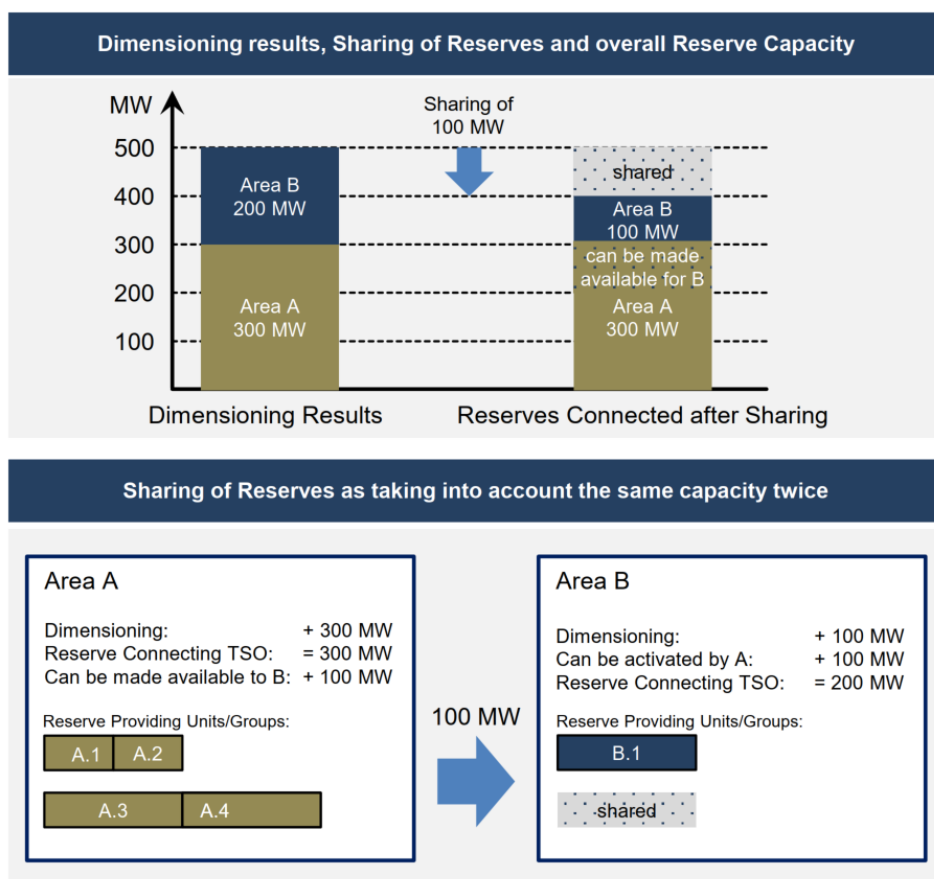 Dimensioning results, Sharing of Reserves and overall Reserve Capacity
MW
Sharing of
100 MW
500
400
300
200
100
Area B
200 MW
Area A
300 MW
shared
Area B
100 MW
can be made
available for B
Area A
300 MW
Dimensioning Results
Reserves Connected after Sharing
Sharing of Reserves as taking into account the same capacity twice
Area A
Dimensioning: + 300 MW
Reserve Connecting TSO: = 300 MW
Can be made available to B: + 100 MW
Reserve Providing Units/Groups:
A.1 A.2
A.3 A.4
100 MW
Area B
Dimensioning: + 100 MW
Can be activated by A: + 100 MW
Reserve Connecting TSO: = 200 MW
Reserve Providing Units/Groups:
B.1
shared